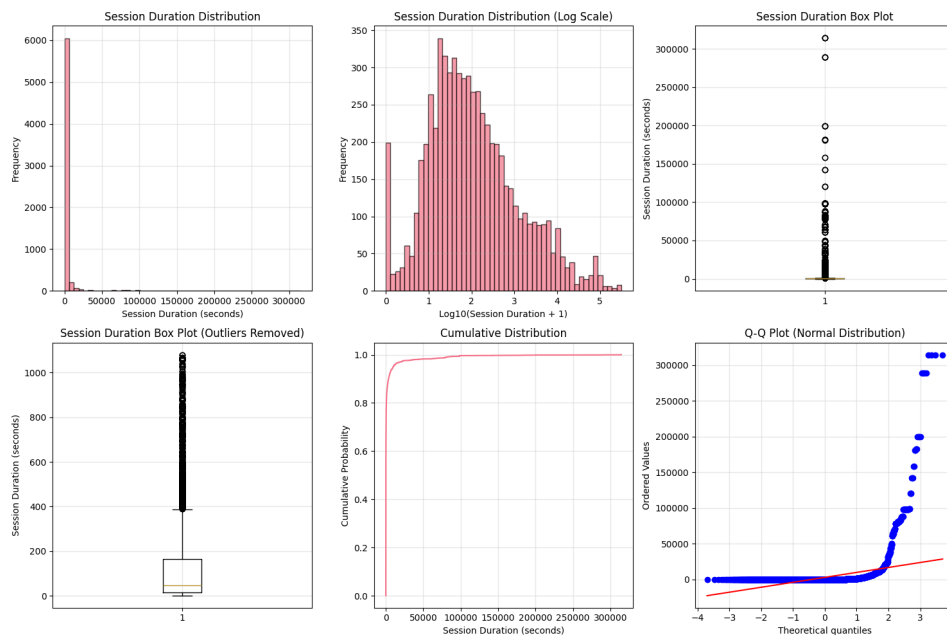 Session Duration Distribution
6000
5000
4000
3000
2000
1000
0
Frequency
0 50000 100000 150000 200000 250000 300000
Session Duration (seconds)
Session Duration Distribution (Log Scale)
350
300
250
200
150
100
50
0
Frequency
0 1 2 3 4 5
Log10(Session Duration + 1)
Session Duration Box Plot
300000
250000
200000
150000
100000
50000
0
Session Duration (seconds)
1
Session Duration Box Plot (Outliers Removed)
1000
800
600
400
200
0
Session Duration (seconds)
1
Cumulative Distribution
1.0
0.8
0.6
0.4
0.2
0.0
Cumulative Probability
0 50000 100000 150000 200000 250000 300000
Session Duration (seconds)
Q-Q Plot (Normal Distribution)
300000
250000
200000
150000
100000
50000
0
Ordered Values
−4 −3 −2 −1 0 1 2 3 4
Theoretical quantiles